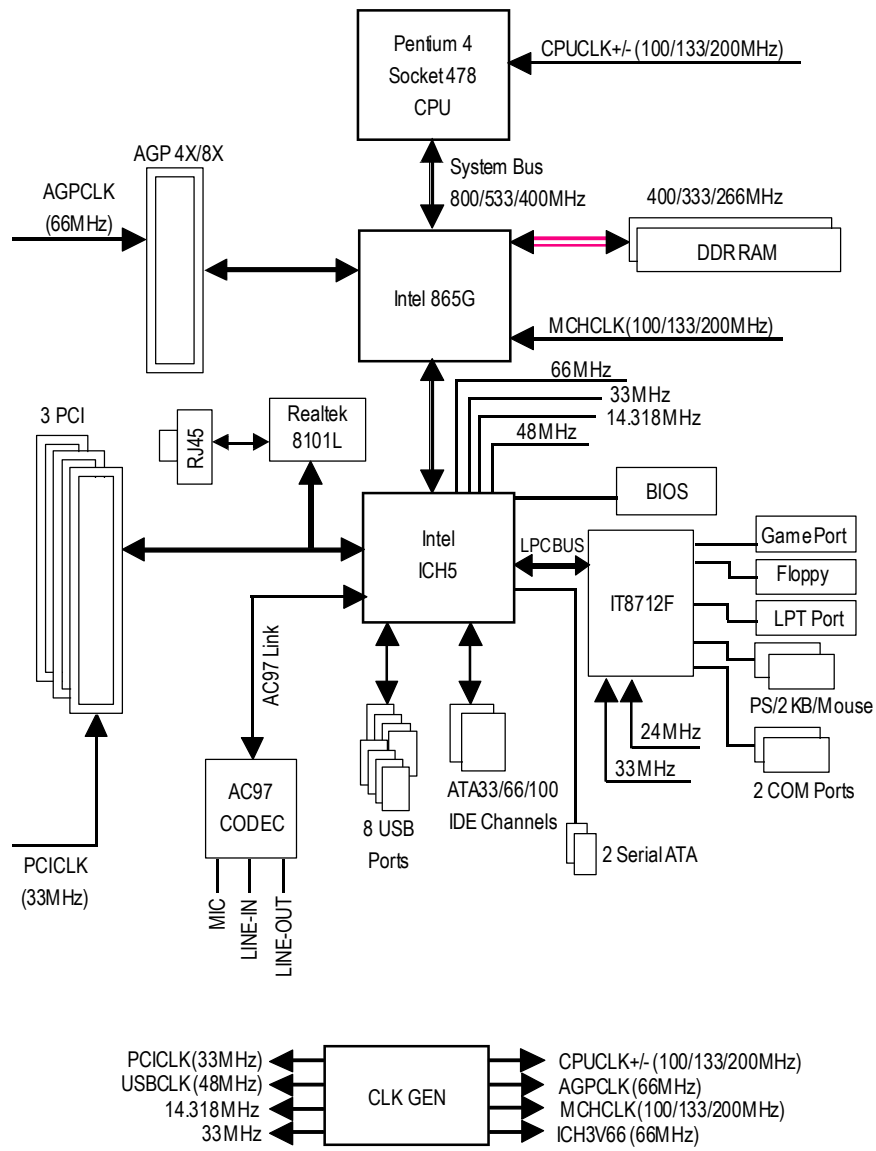 Pentium 4
Socket 478
CPU
CPUCLK+/- (100/133/200MHz)
System Bus
800/533/400MHz
AGP 4X/8X
AGPCLK
(66MHz)
400/333/266MHz
DDR RAM
Intel 865G
MCHCLK (100/133/200MHz)
66MHz
33MHz
14.318MHz
48MHz
3 PCI
RJ45
Realtek
8101L
BIOS
Intel
ICH5
LPC BUS
IT8712F
Game Port
Floppy
LPT Port
PS/2 KB/Mouse
2 COM Ports
24MHz
33MHz
AC97 Link
AC97
CODEC
MIC
LINE-IN
LINE-OUT
8 USB
Ports
ATA33/66/100
IDE Channels
2 Serial ATA
PCICLK
(33MHz)
CLK GEN
PCICLK (33MHz)
USBCLK (48MHz)
14.318MHz
33MHz
CPUCLK+/- (100/133/200MHz)
AGPCLK (66MHz)
MCHCLK (100/133/200MHz)
ICH3V66 (66MHz)